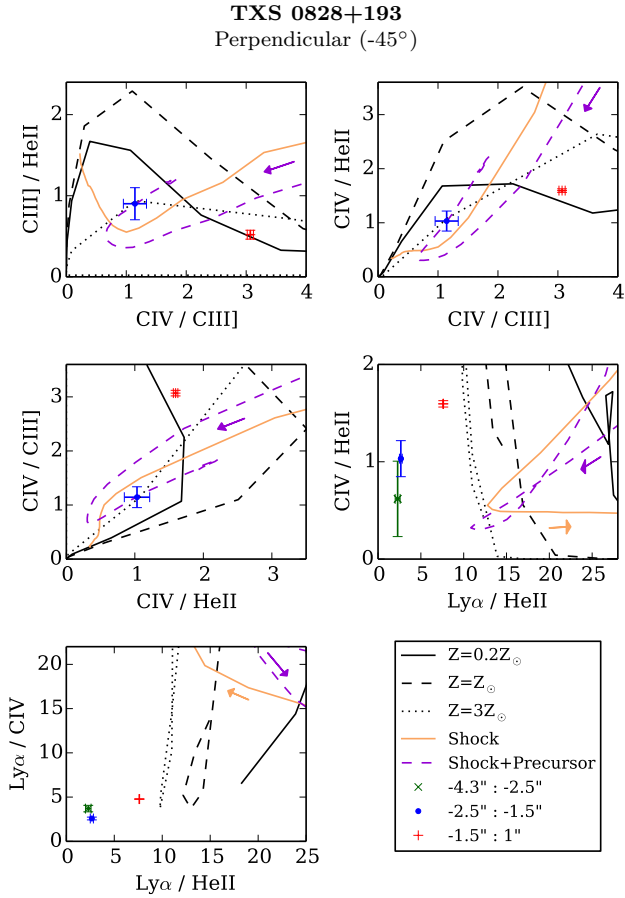 TXS 0828+193
Perpendicular (-45°)
2
1
0
CIII] / HeII
0 1 2 3 4
CIV / CIII]
3
2
1
0
CIV / HeII
0 1 2 3 4
CIV / CIII]
3
2
1
0
CIV / CIII]
0 1 2 3
CIV / HeII
2
1
0
CIV / HeII
0 5 10 15 20 25
Lyα / HeII
20
15
10
5
0
Lyα / CIV
0 5 10 15 20 25
Lyα / HeII
Z=0.2Z☉
Z=Z☉
Z=3Z☉
Shock
Shock+Precursor
-4.3" : -2.5"
-2.5" : -1.5"
-1.5" : 1"